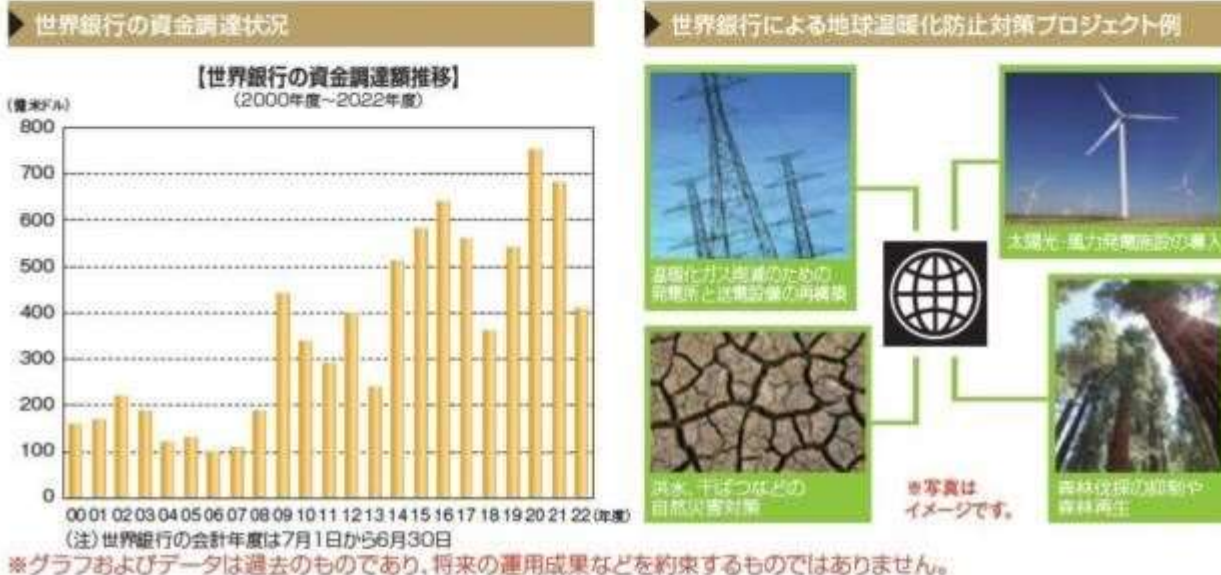 世界銀行の資金調達状況
【世界銀行の資金調達額推移】
(2000年度〜2022年度)
(億米ドル)
800
700
600
500
400
300
200
100
0
00 01 02 03 04 05 06 07 08 09 10 11 12 13 14 15 16 17 18 19 20 21 22 (年度)
(注)世界銀行の会計年度は7月1日から6月30日
世界銀行による地球温暖化防止対策プロジェクト例
温暖化ガス削減のための
発電所と送電設備の再構築
太陽光・風力発電施設の導入
洪水、干ばつなどの
自然災害対策
※写真は
イメージです。
森林伐採の抑制や
森林再生
※グラフおよびデータは過去のものであり、将来の運用成果などを約束するものではありません。